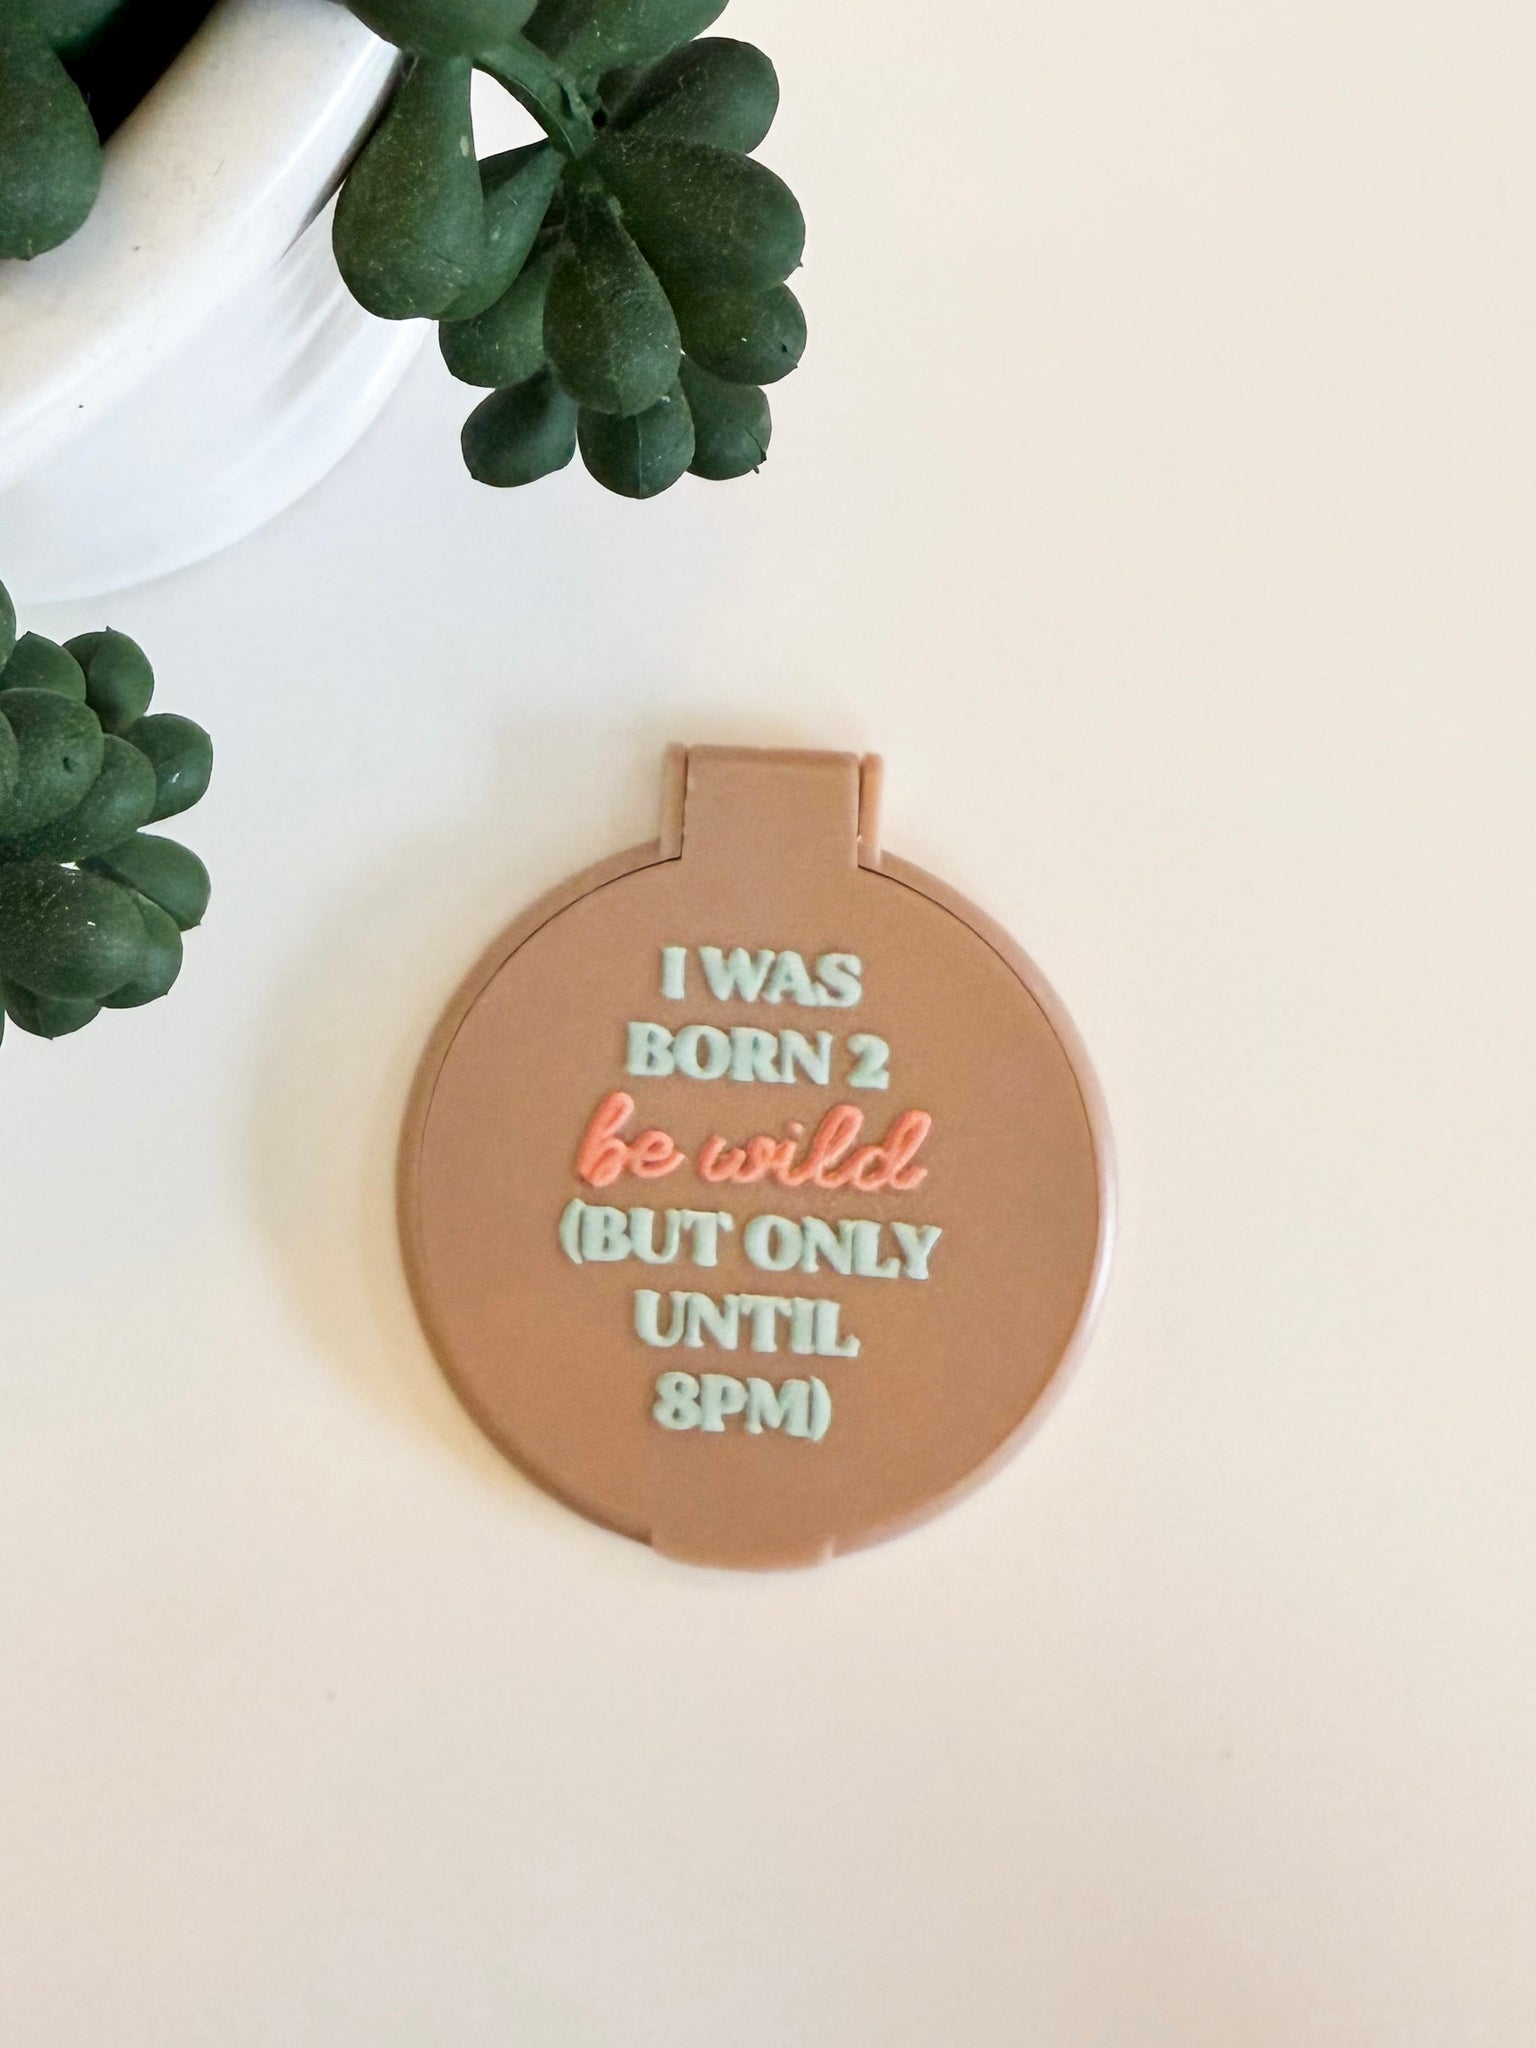 I WAS
BORN 2
be wild
(BUT ONLY
UNTIL
8PM)